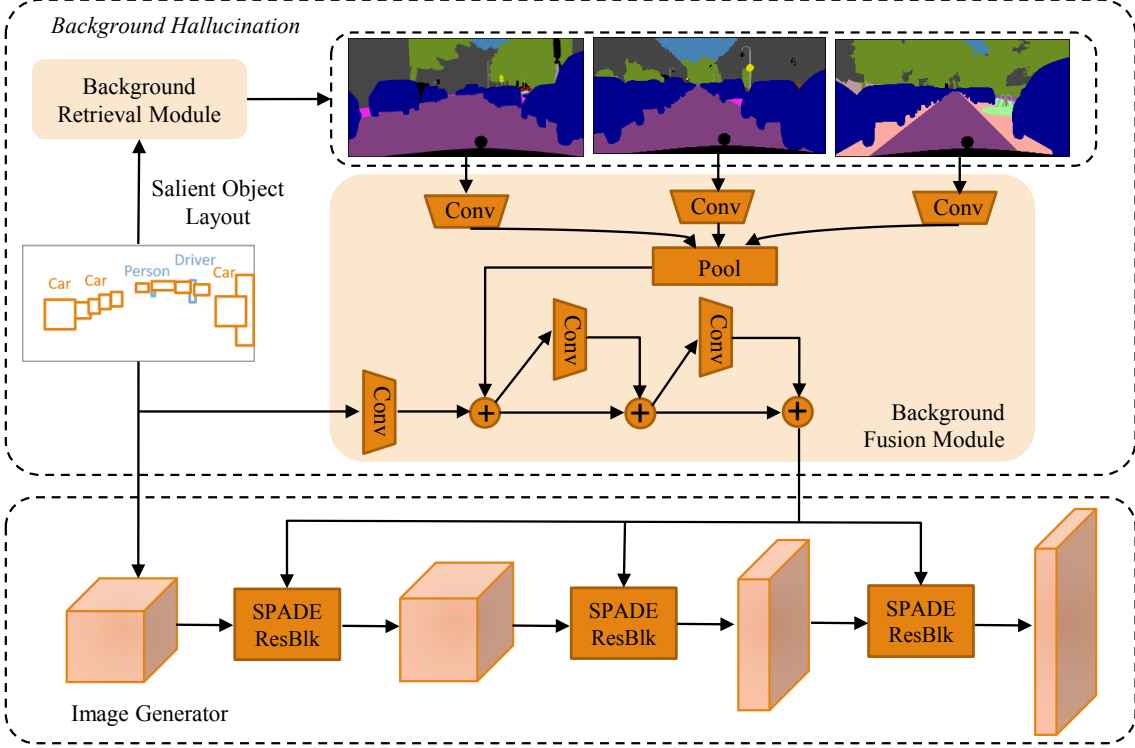 Background Hallucination
Background
Retrieval Module
Salient Object
Layout
Car
Car
Person
Driver
Car
Conv
Conv
Conv
Pool
Conv
Conv
Conv
+
+
+
Background
Fusion Module
SPADE
ResBlk
SPADE
ResBlk
SPADE
ResBlk
Image Generator